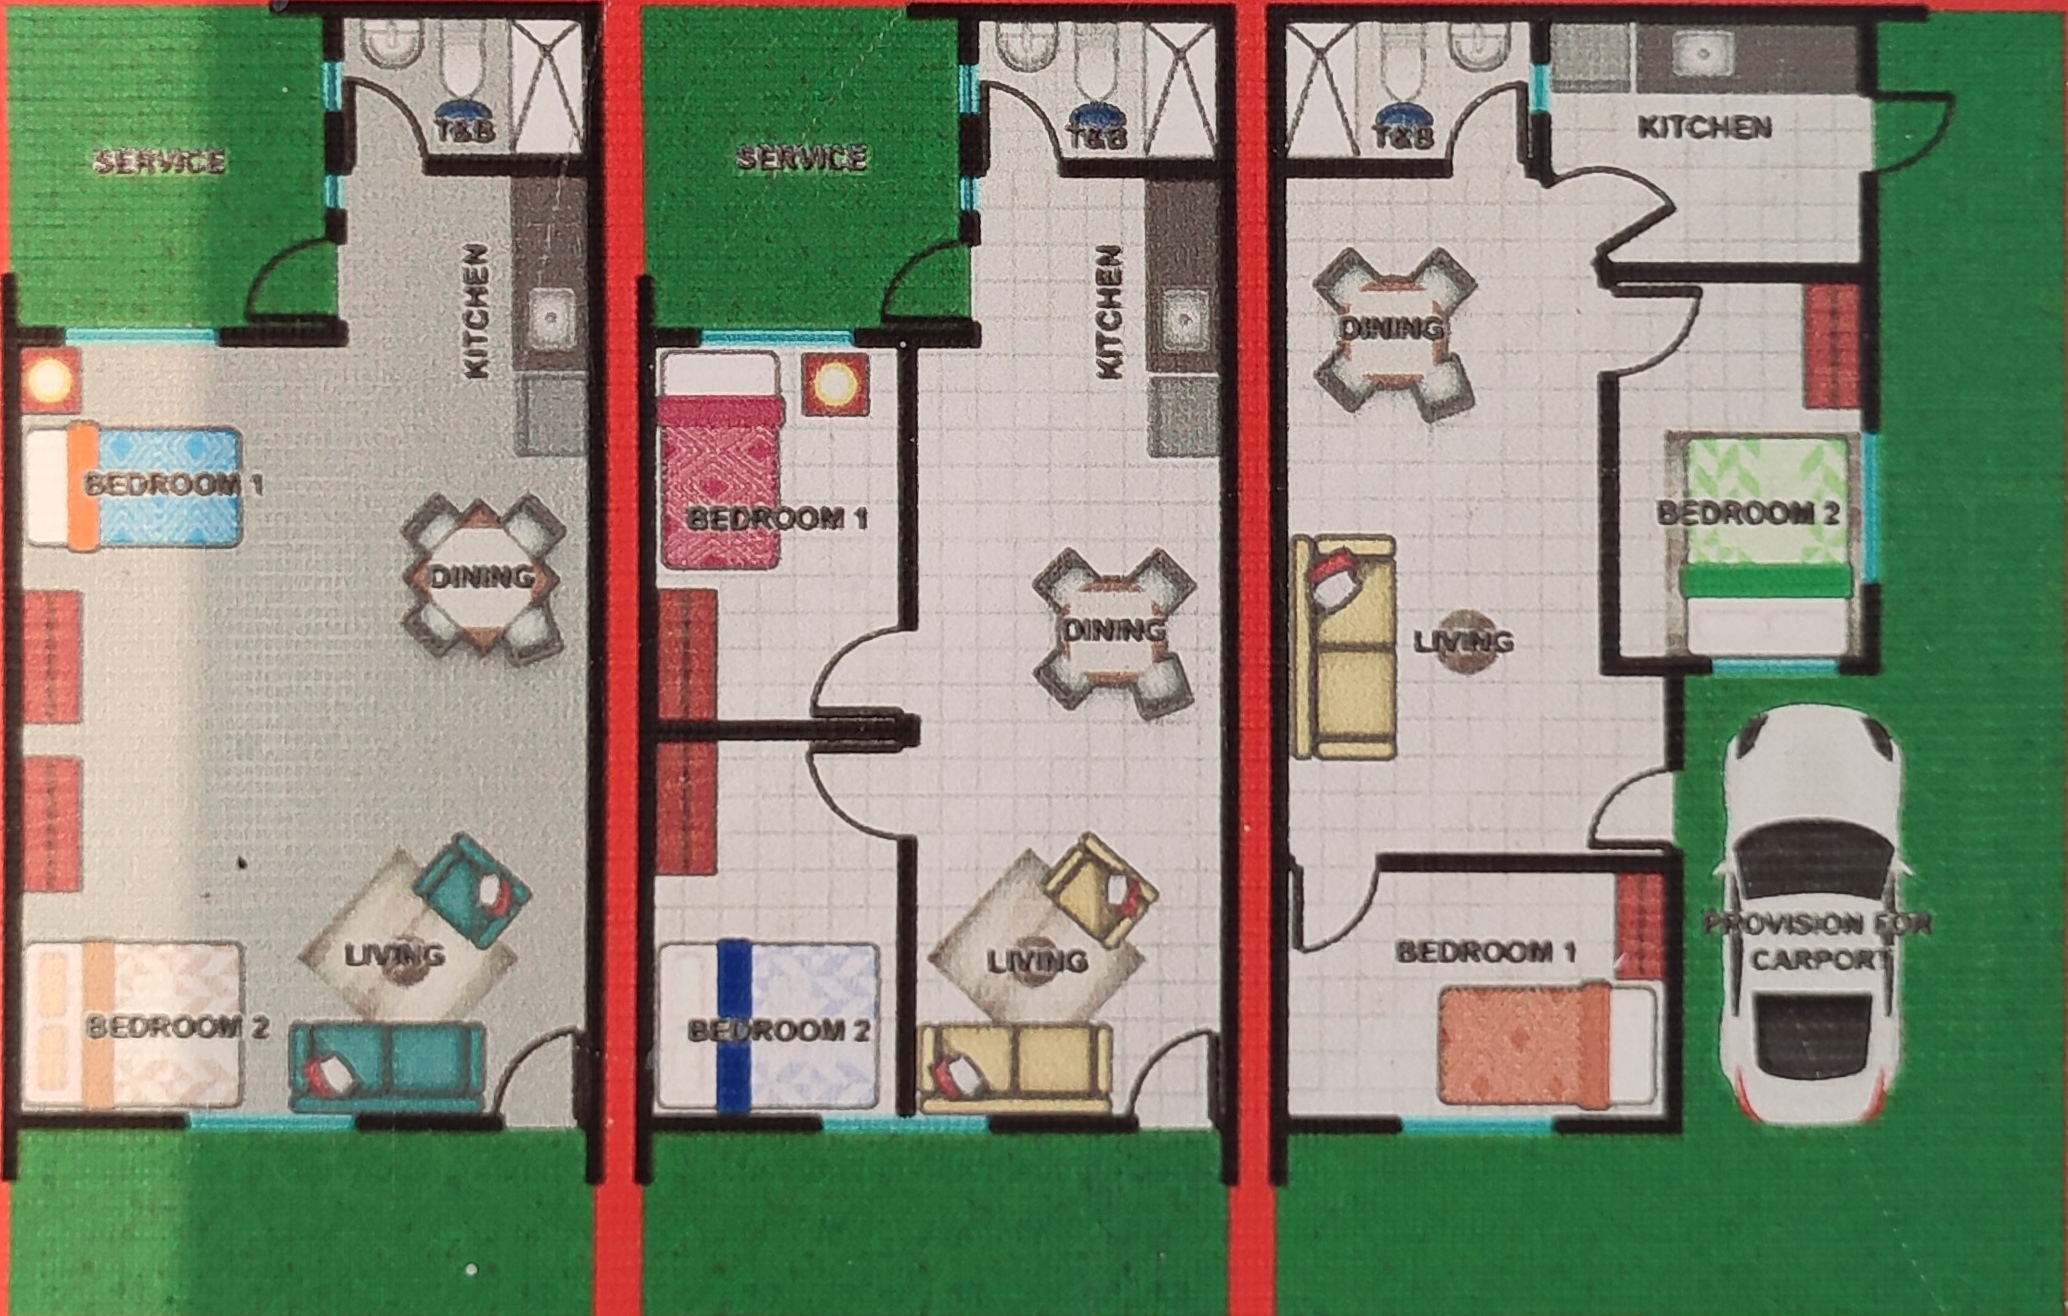 T&B
SERVICE
KITCHEN
BEDROOM 1
DINING
LIVING
BEDROOM 2
T&B
SERVICE
KITCHEN
BEDROOM 1
DINING
LIVING
BEDROOM 2
T&B
KITCHEN
DINING
BEDROOM 2
LIVING
PROVISION FOR
CARPORT
BEDROOM 1